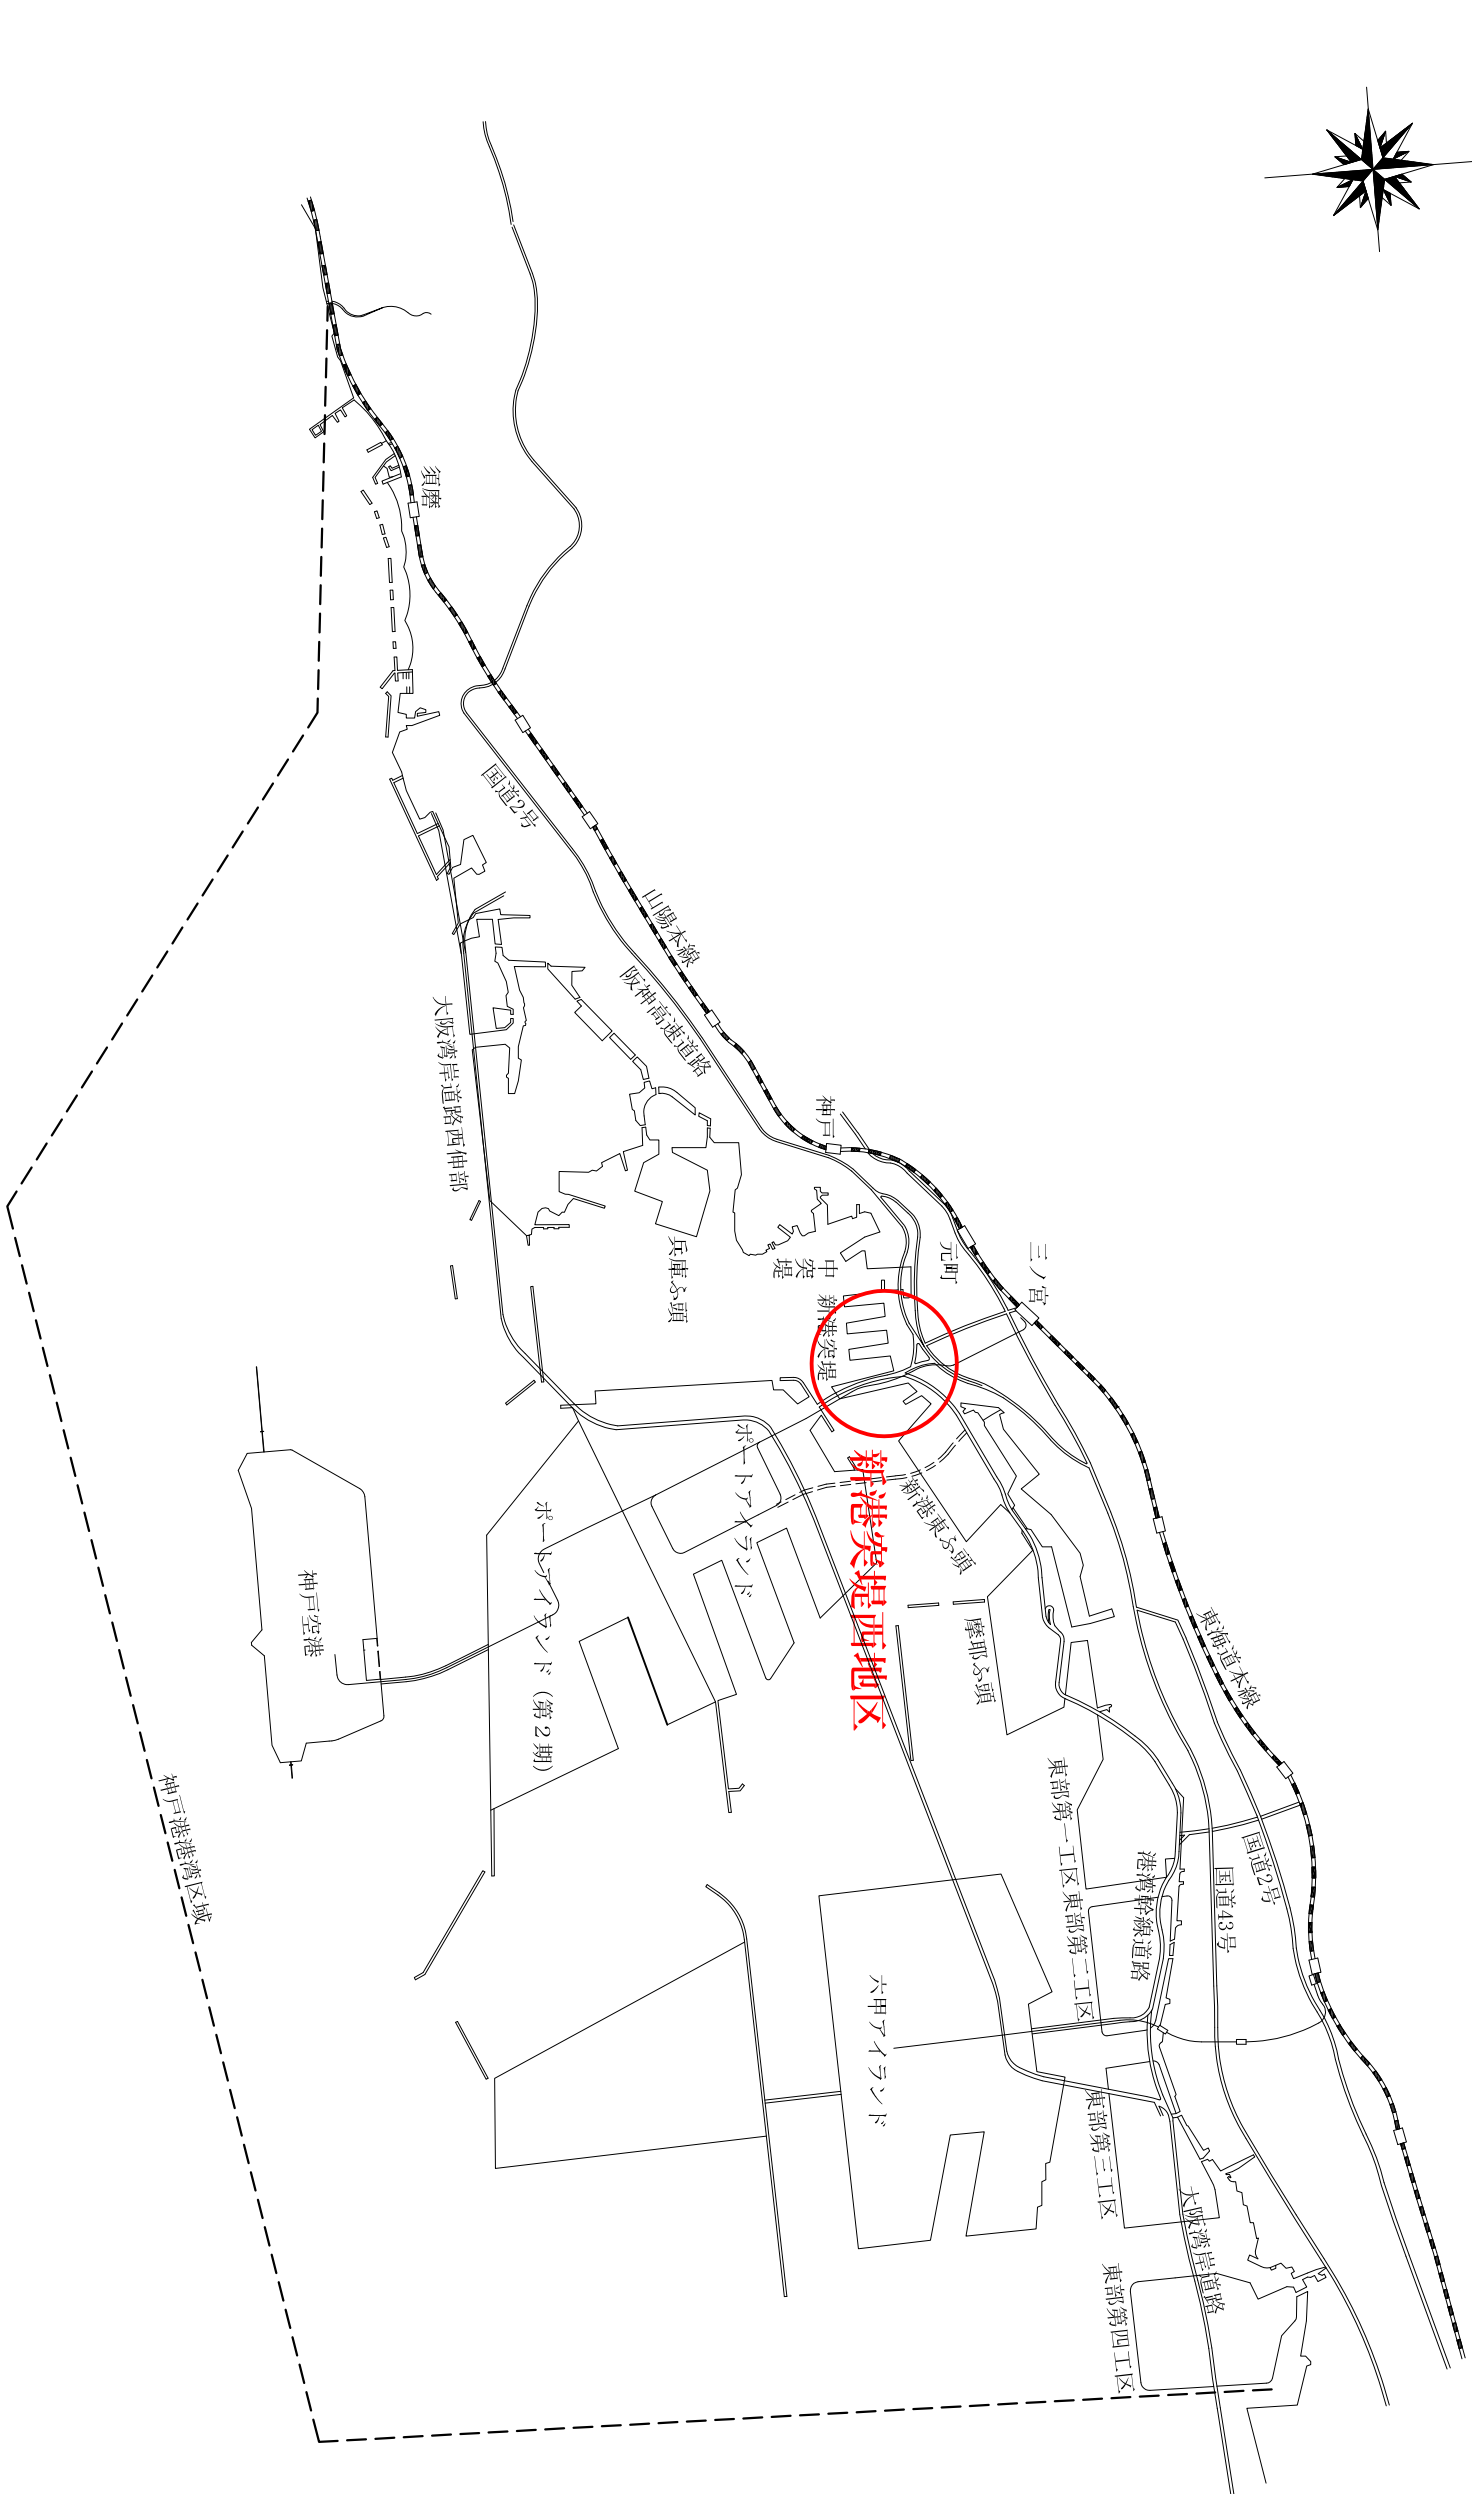 須磨
国道2号
山陽本線
阪神高速道路
大阪湾岸道路西伸部
神戸
三ノ宮
元町
中
突
堤
兵庫ふ頭
新港突堤
新港突堤西地区
新港東ふ頭
ポートアイランド
ポートアイランド（第２期）
神戸空港
摩耶ふ頭
東海道本線
神戸港港湾区域
東部第一工区
東部第二工区
港湾幹線道路
国道43号
国道2号
六甲アイランド
東部第三工区
大阪湾岸道路
東部第四工区